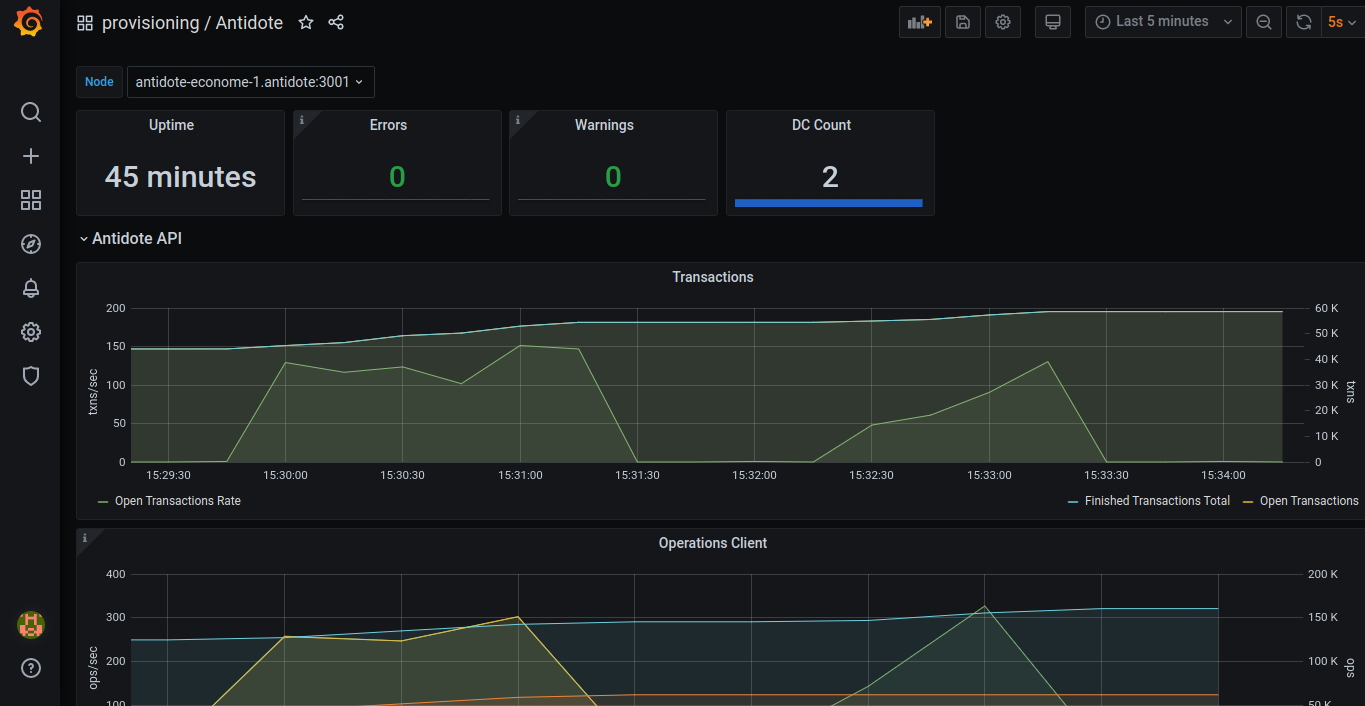 provisioning / Antidote
Last 5 minutes
5s
Node
antidote-econome-1.antidote:3001
Uptime
Errors
Warnings
DC Count
45 minutes
0
0
2
Antidote API
Transactions
200
150
100
50
0
txns/sec
60 K
50 K
40 K
30 K
20 K
10 K
0
txns
15:29:30 15:30:00 15:30:30 15:31:00 15:31:30 15:32:00 15:32:30 15:33:00 15:33:30 15:34:00
Open Transactions Rate
Finished Transactions Total
Open Transactions
Operations Client
400
300
200
100
ops/sec
200 K
150 K
100 K
50 K
ops